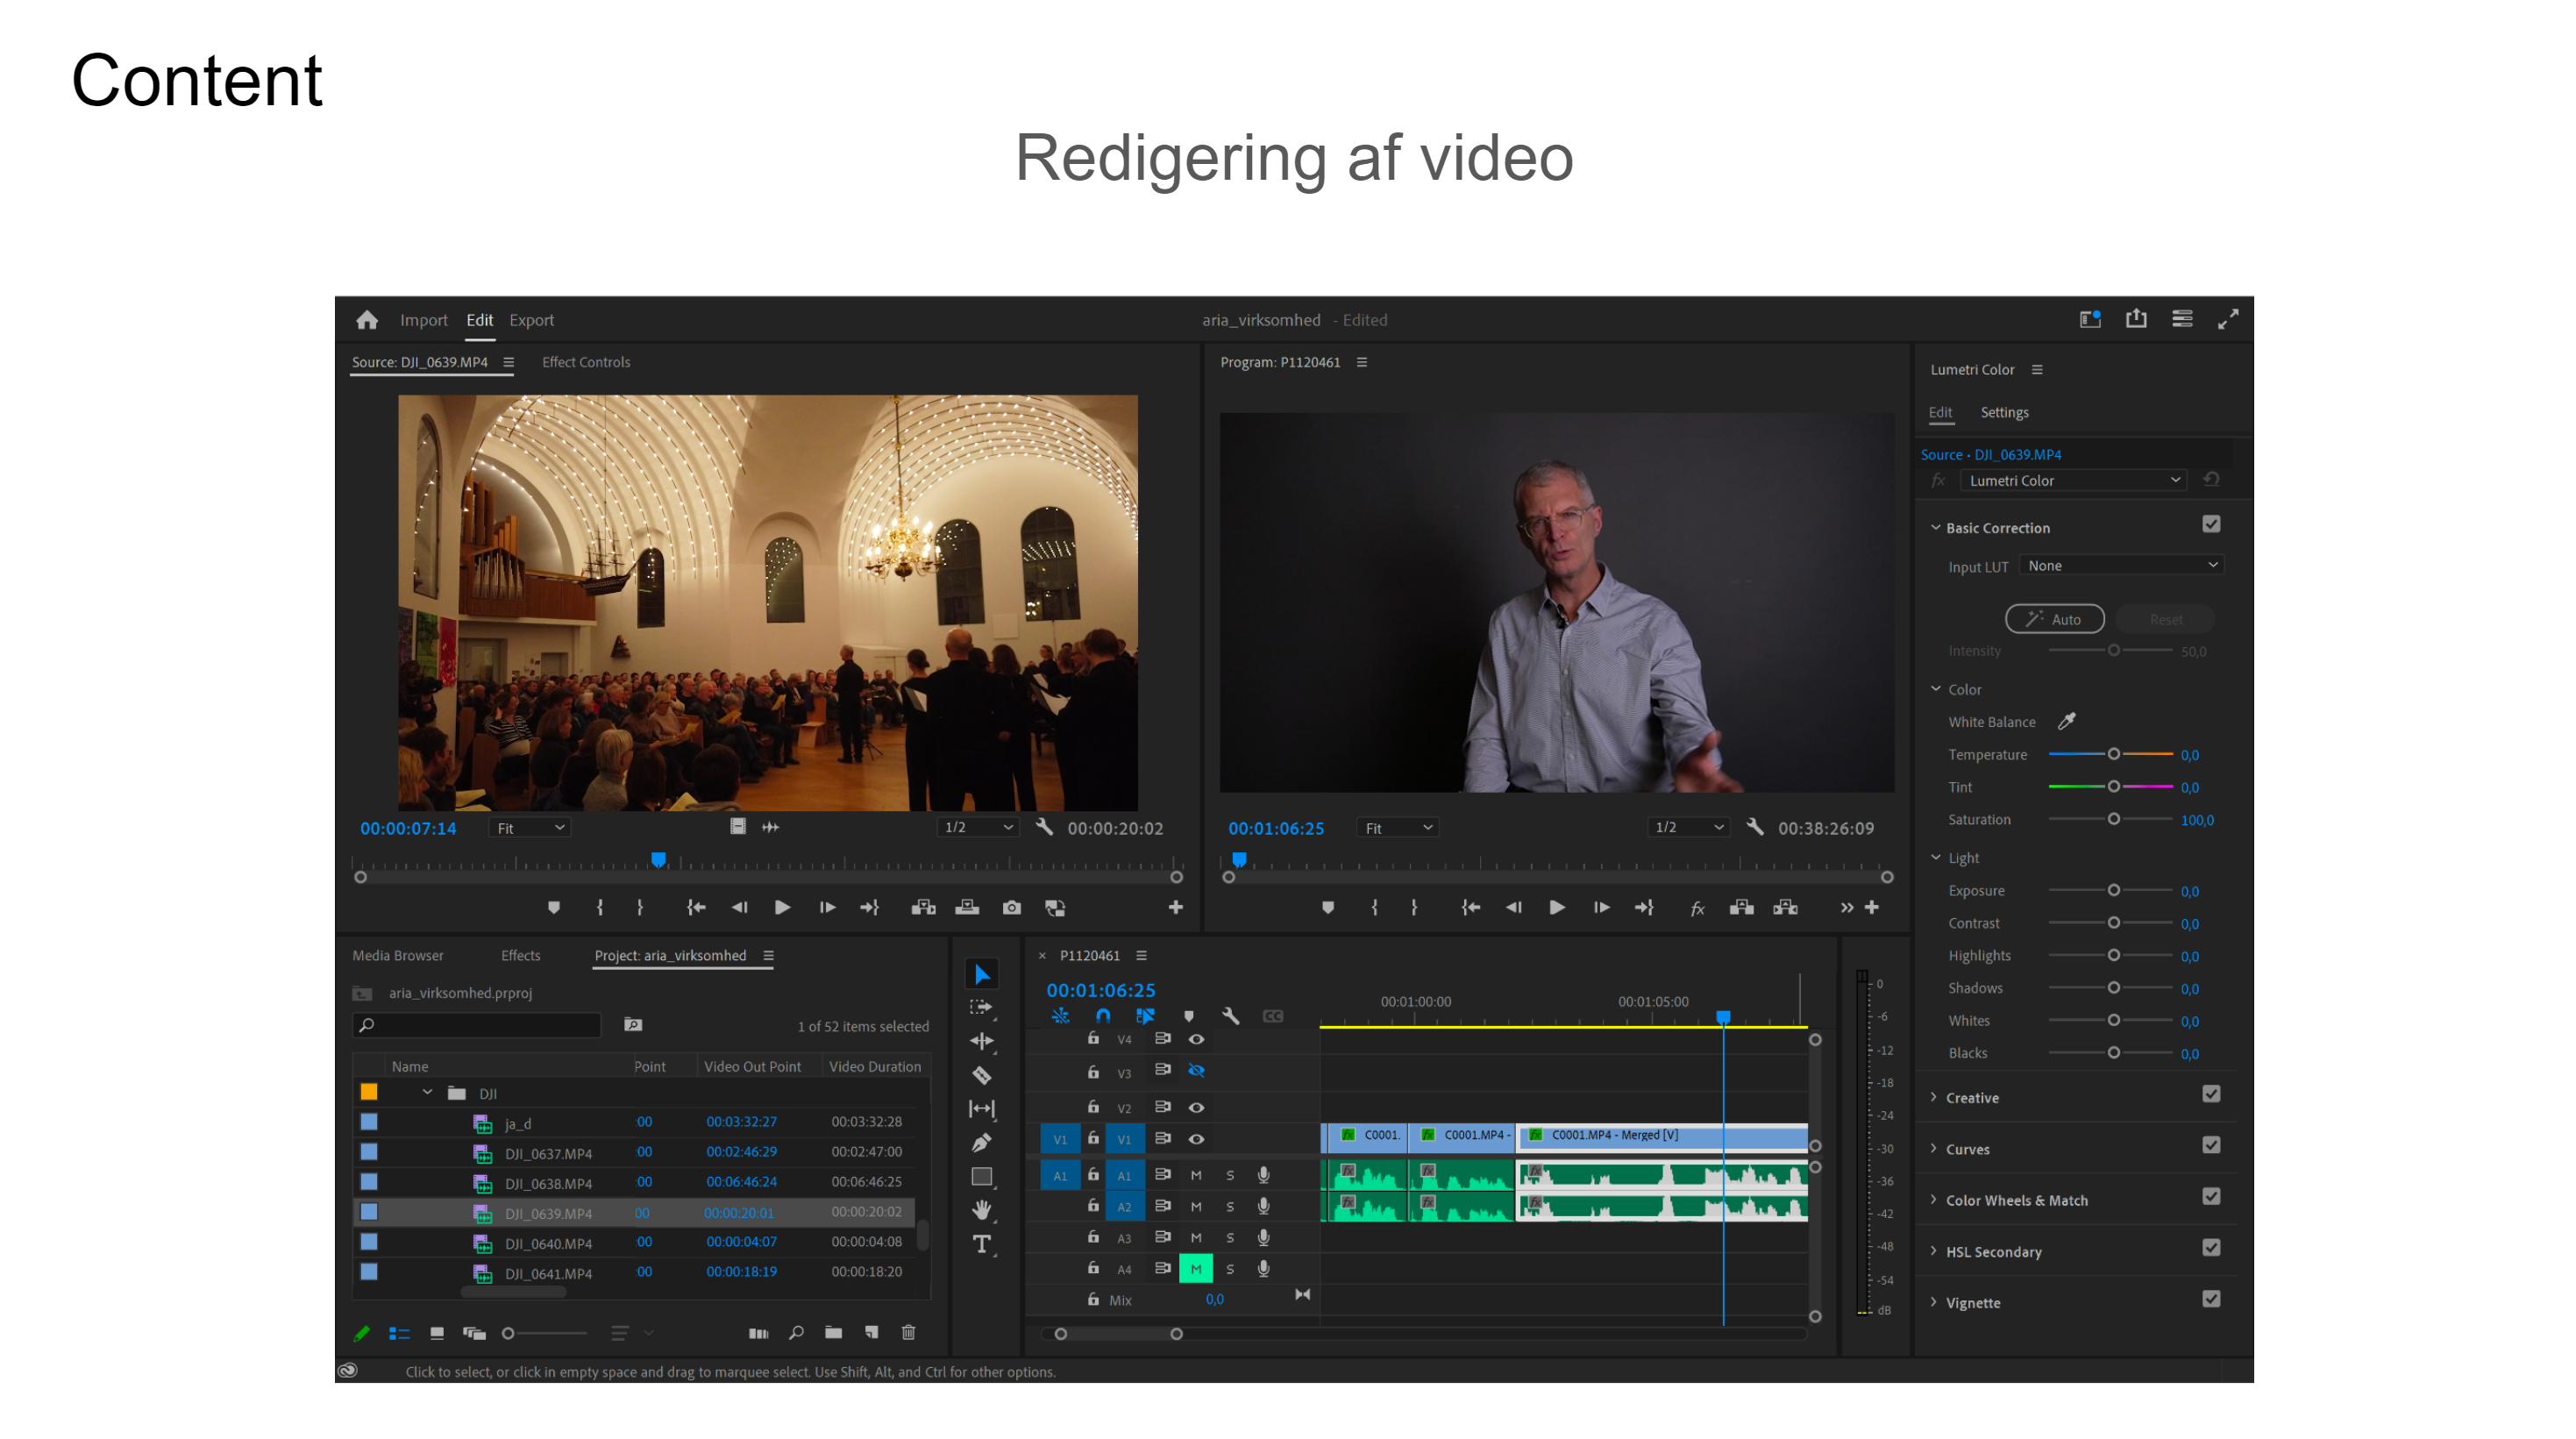 Content
Redigering af video
Import Edit Export
aria_virksomhed - Edited
Source: DJI_0639.MP4
Effect Controls
Program: P1120461
Lumetri Color
Edit Settings
Source • DJI_0639.MP4
fx Lumetri Color
Basic Correction
Input LUT None
Auto Reset
Intensity 50,0
Color
White Balance
Temperature 0,0
Tint 0,0
Saturation 100,0
Light
Exposure 0,0
Contrast 0,0
Highlights 0,0
Shadows 0,0
Whites 0,0
Blacks 0,0
Creative
Curves
Color Wheels & Match
HSL Secondary
Vignette
00:00:07:14 Fit 1/2 00:00:20:02
00:01:06:25 Fit 1/2 00:38:26:09
fx
Media Browser Effects Project: aria_virksomhed
aria_virksomhed.prproj
1 of 52 items selected
Name Point Video Out Point Video Duration
DJI
ja_d :00 00:03:32:27 00:03:32:28
DJI_0637.MP4 :00 00:02:46:29 00:02:47:00
DJI_0638.MP4 :00 00:06:46:24 00:06:46:25
DJI_0639.MP4 00 00:00:20:01 00:00:20:02
DJI_0640.MP4 :00 00:00:04:07 00:00:04:08
DJI_0641.MP4 :00 00:00:18:19 00:00:18:20
T
× P1120461
00:01:06:25
00:01:00:00 00:01:05:00
CC
V4
V3
V2
V1 V1 fx C0001. fx C0001.MP4 - fx C0001.MP4 - Merged [V]
A1 A1 M S fx fx fx
A2 M S fx fx fx
A3 M S
A4 M S
Mix 0,0
0
-6
-12
-18
-24
-30
-36
-42
-48
-54
dB
Click to select, or click in empty space and drag to marquee select. Use Shift, Alt, and Ctrl for other options.